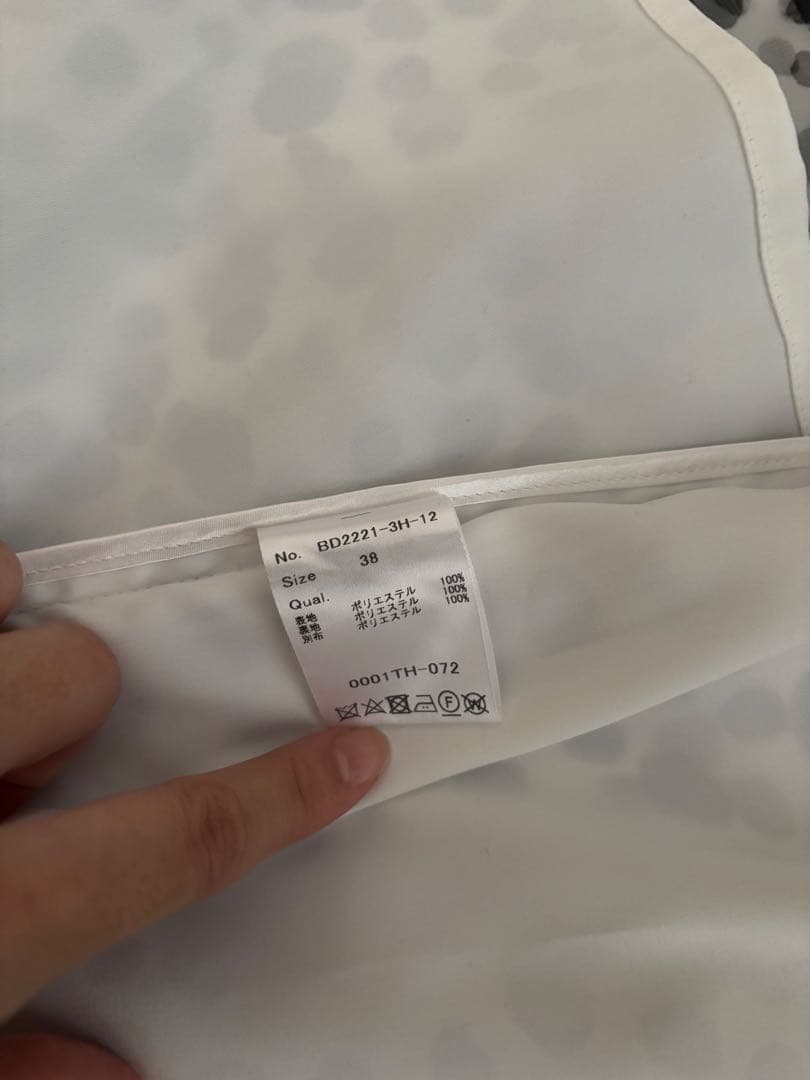 No. BD2221-3H-12
Size 38
Qual.
表地 ポリエステル 100%
裏地 ポリエステル 100%
別布 ポリエステル 100%
0001TH-072
F W